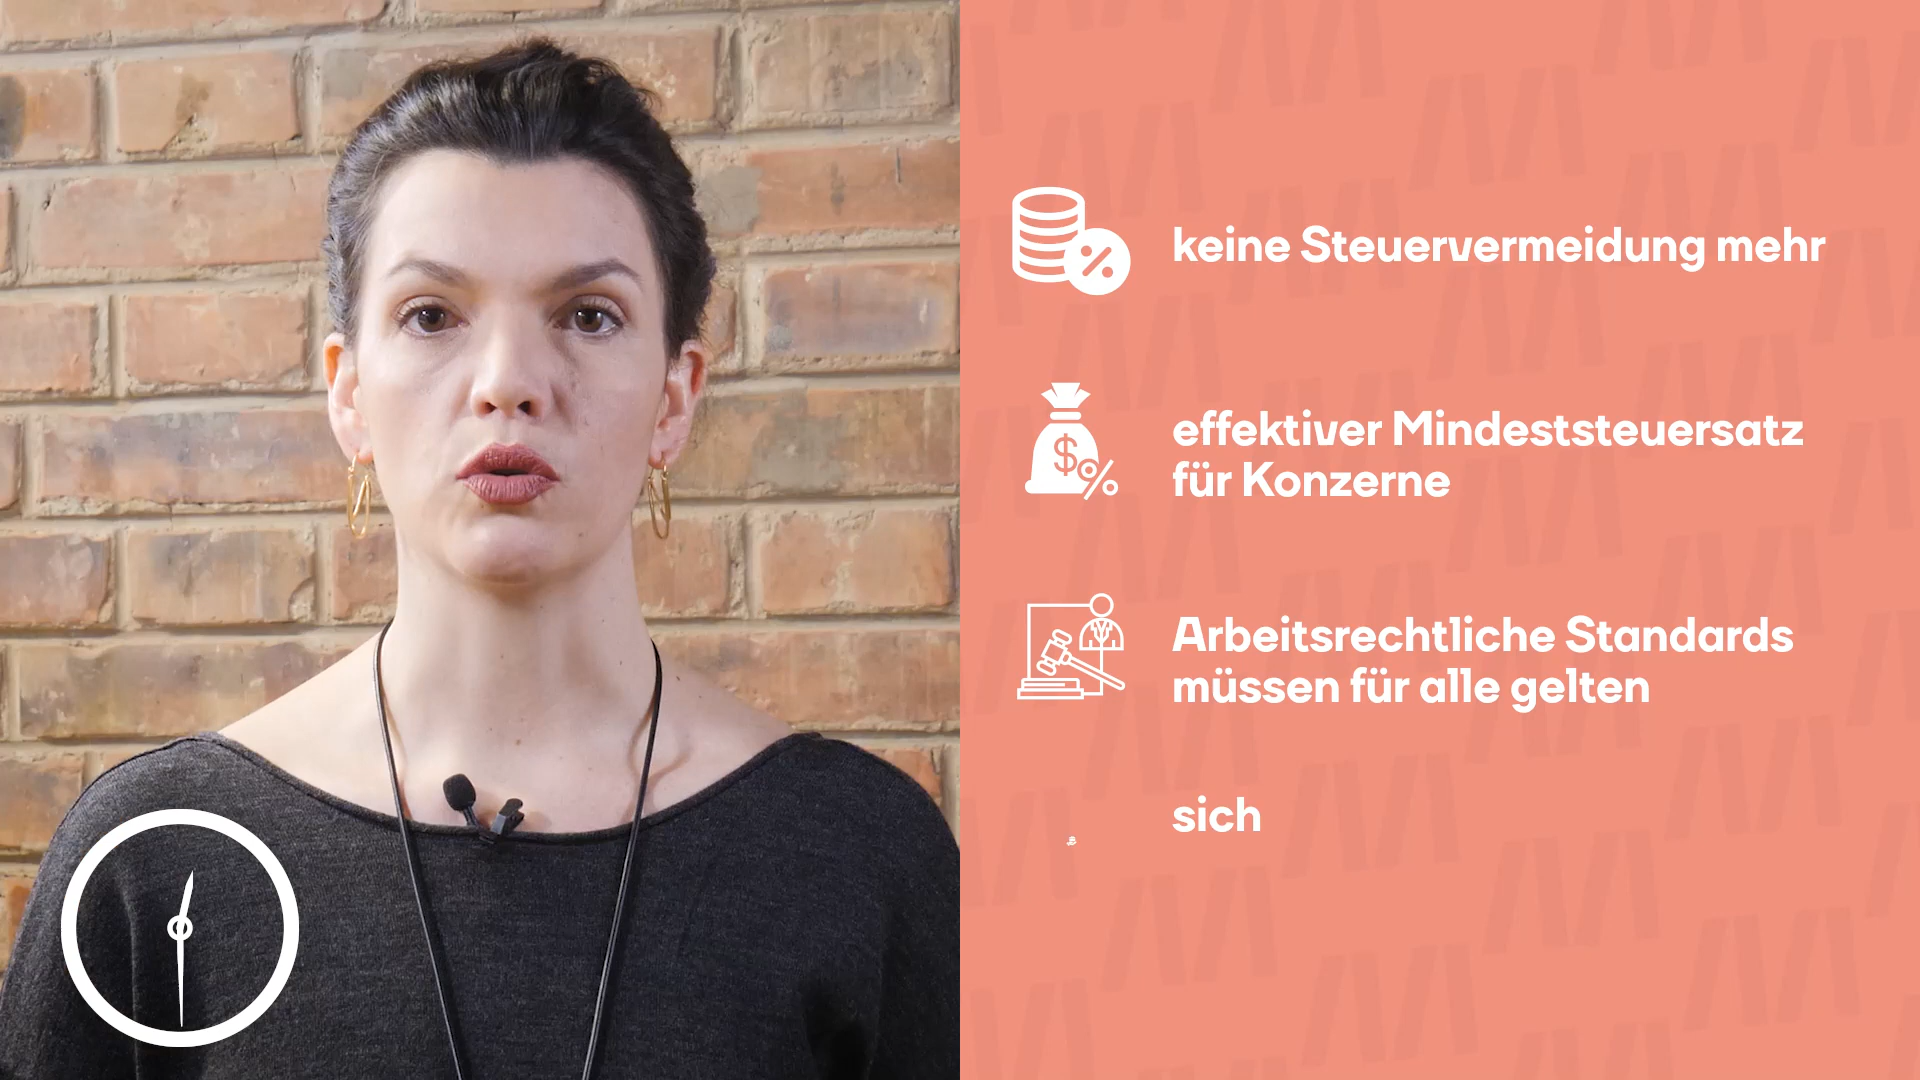 keine Steuervermeidung mehr
effektiver Mindeststeuersatz
für Konzerne
Arbeitsrechtliche Standards
müssen für alle gelten
sich